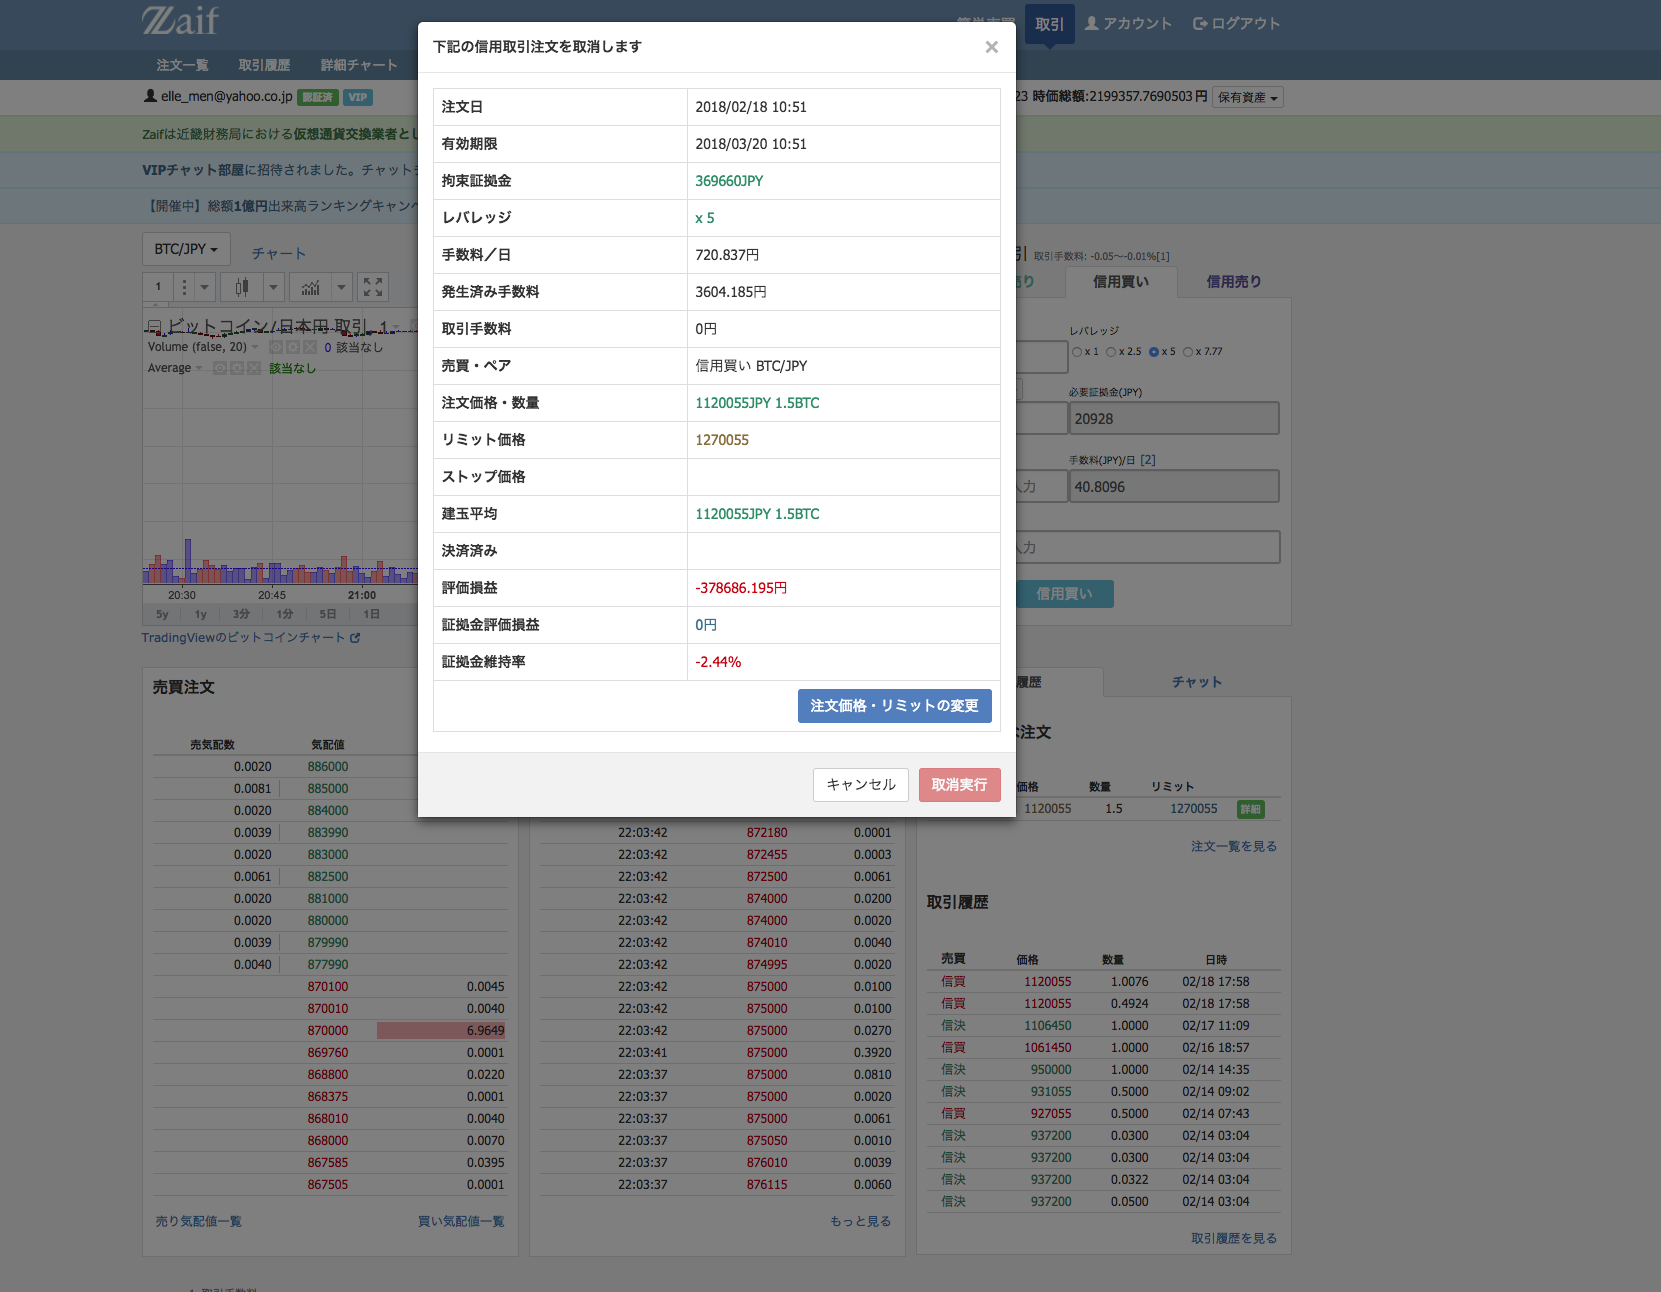 Zaif
簡単売買
取引
アカウント
ログアウト
注文一覧
取引履歴
詳細チャート
elle_men@yahoo.co.jp 認証済 VIP
23 時価総額:2199357.7690503 円
保有資産
Zaifは近畿財務局における仮想通貨交換業者とし
VIPチャット部屋に招待されました。チャット
【開催中】総額1億円出来高ランキングキャンペ
BTC/JPY
チャート
1
ビットコイン/日本円 取引, 1
Volume (false, 20)
0 該当なし
Average
該当なし
20:30 20:45 21:00
5y 1y 3分 1分 5日 1日
TradingViewのビットコインチャート
下記の信用取引注文を取消します
×
注文日 2018/02/18 10:51
有効期限 2018/03/20 10:51
拘束証拠金 369660JPY
レバレッジ x 5
手数料／日 720.837円
発生済み手数料 3604.185円
取引手数料 0円
売買・ペア 信用買い BTC/JPY
注文価格・数量 1120055JPY 1.5BTC
リミット価格 1270055
ストップ価格
建玉平均 1120055JPY 1.5BTC
決済済み
評価損益 -378686.195円
証拠金評価損益 0円
証拠金維持率 -2.44%
注文価格・リミットの変更
キャンセル
取消実行
引 取引手数料: -0.05〜-0.01%[1]
売り
信用買い
信用売り
レバレッジ
x 1 x 2.5 x 5 x 7.77
必要証拠金(JPY)
20928
手数料(JPY)/日 [2]
入力
40.8096
入力
信用買い
売買注文
売気配数 気配値
0.0020 886000
0.0081 885000
0.0020 884000
0.0039 883990
0.0020 883000
0.0061 882500
0.0020 881000
0.0020 880000
0.0039 879990
0.0040 877990
870100 0.0045
870010 0.0040
870000 6.9649
869760 0.0001
868800 0.0220
868375 0.0001
868010 0.0040
868000 0.0070
867585 0.0395
867505 0.0001
売り気配値一覧
買い気配値一覧
22:03:42 872180 0.0001
22:03:42 872455 0.0003
22:03:42 872500 0.0061
22:03:42 874000 0.0200
22:03:42 874000 0.0020
22:03:42 874010 0.0040
22:03:42 874995 0.0020
22:03:42 875000 0.0100
22:03:42 875000 0.0100
22:03:42 875000 0.0270
22:03:41 875000 0.3920
22:03:37 875000 0.0810
22:03:37 875000 0.0020
22:03:37 875000 0.0061
22:03:37 875050 0.0010
22:03:37 876010 0.0039
22:03:37 876115 0.0060
もっと見る
履歴
チャット
な注文
価格 数量 リミット
1120055 1.5 1270055 詳細
注文一覧を見る
取引履歴
売買 価格 数量 日時
信買 1120055 1.0076 02/18 17:58
信買 1120055 0.4924 02/18 17:58
信決 1106450 1.0000 02/17 11:09
信買 1061450 1.0000 02/16 18:57
信決 950000 1.0000 02/14 14:35
信決 931055 0.5000 02/14 09:02
信買 927055 0.5000 02/14 07:43
信決 937200 0.0300 02/14 03:04
信決 937200 0.0300 02/14 03:04
信決 937200 0.0322 02/14 03:04
信決 937200 0.0500 02/14 03:04
取引履歴を見る
1. 取引手数料